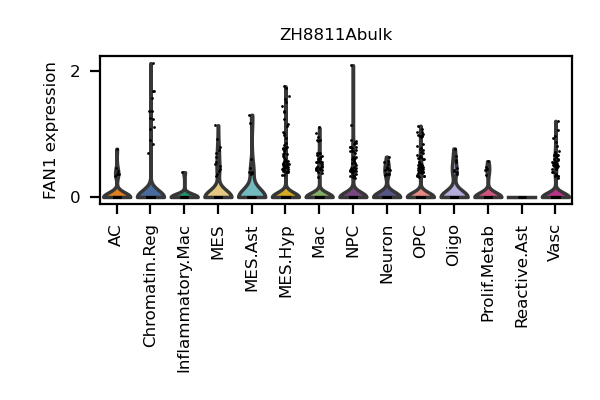 ZH8811Abulk
FAN1 expression
2
0
AC
Chromatin.Reg
Inflammatory.Mac
MES
MES.Ast
MES.Hyp
Mac
NPC
Neuron
OPC
Oligo
Prolif.Metab
Reactive.Ast
Vasc